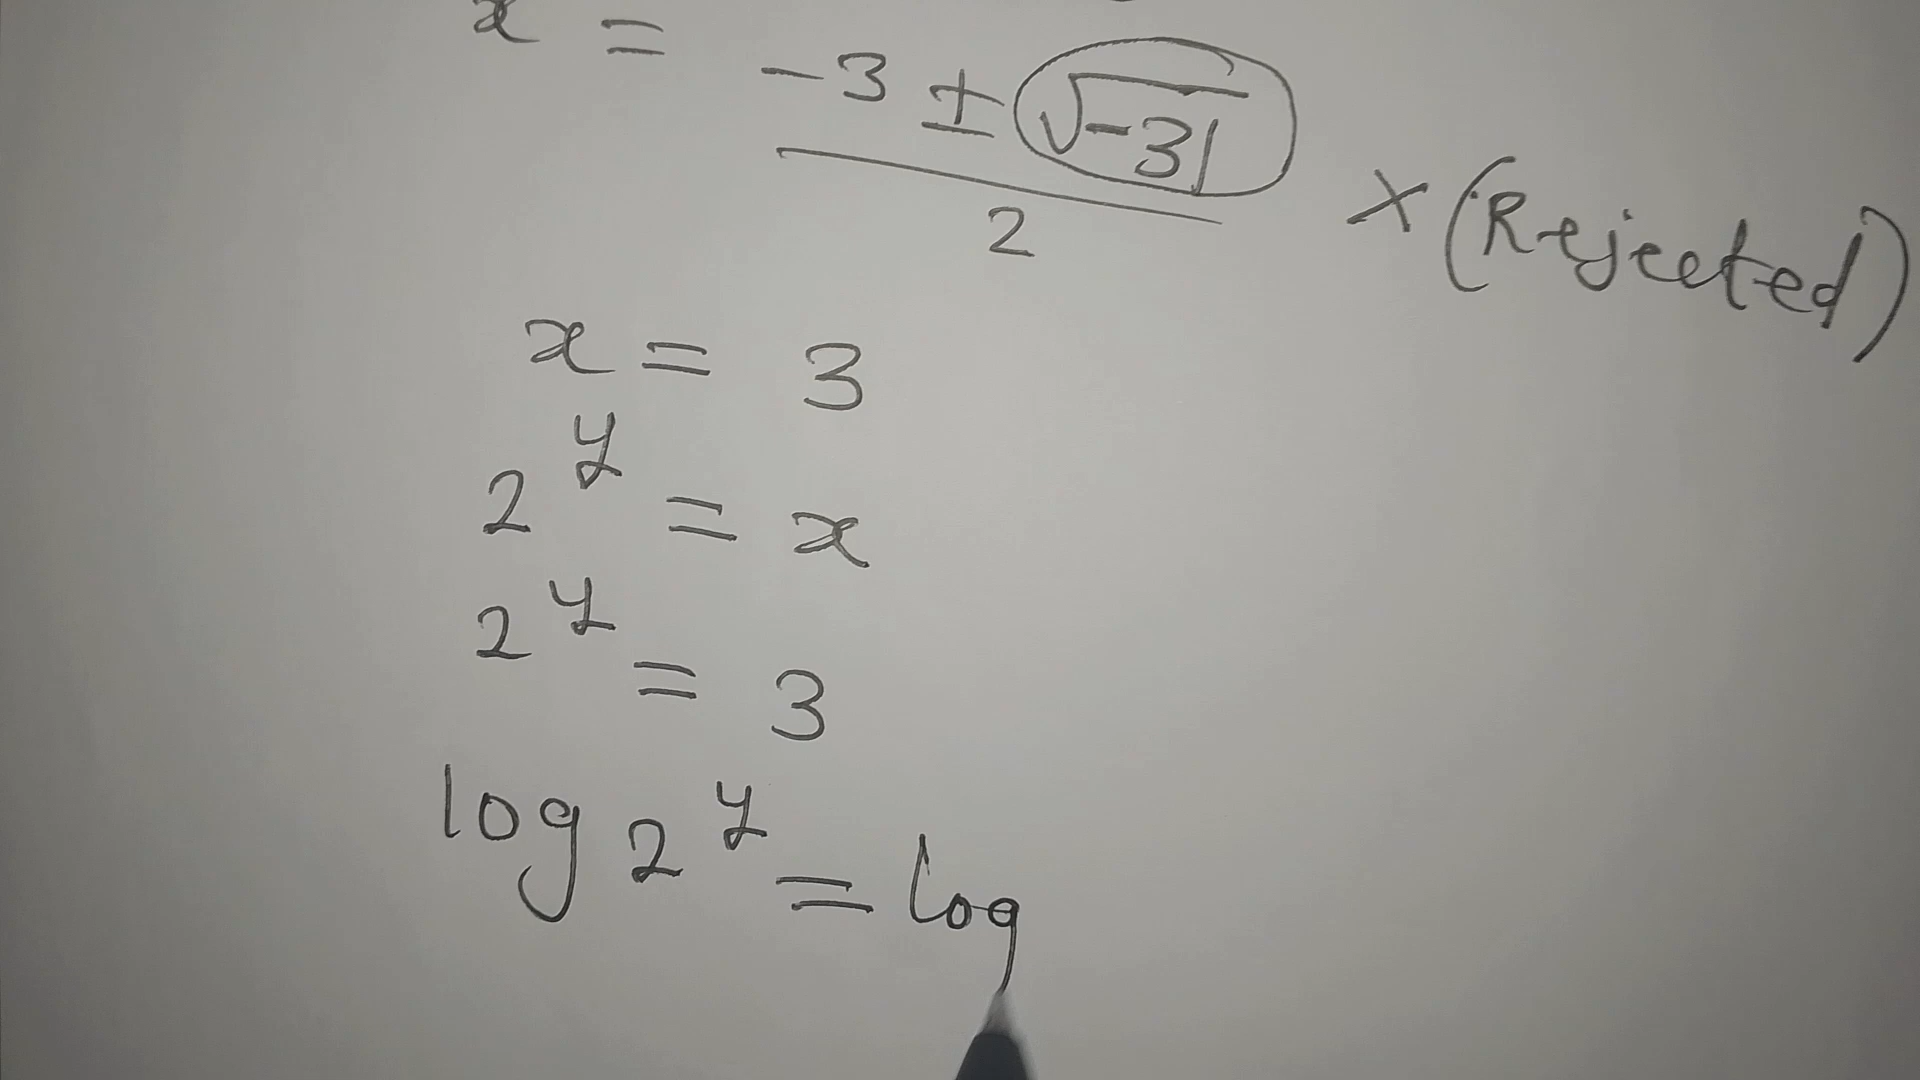 x = (-3 ± √-31) / 2 × (Rejected)
x = 3
2^y = x
2^y = 3
log 2^y = log